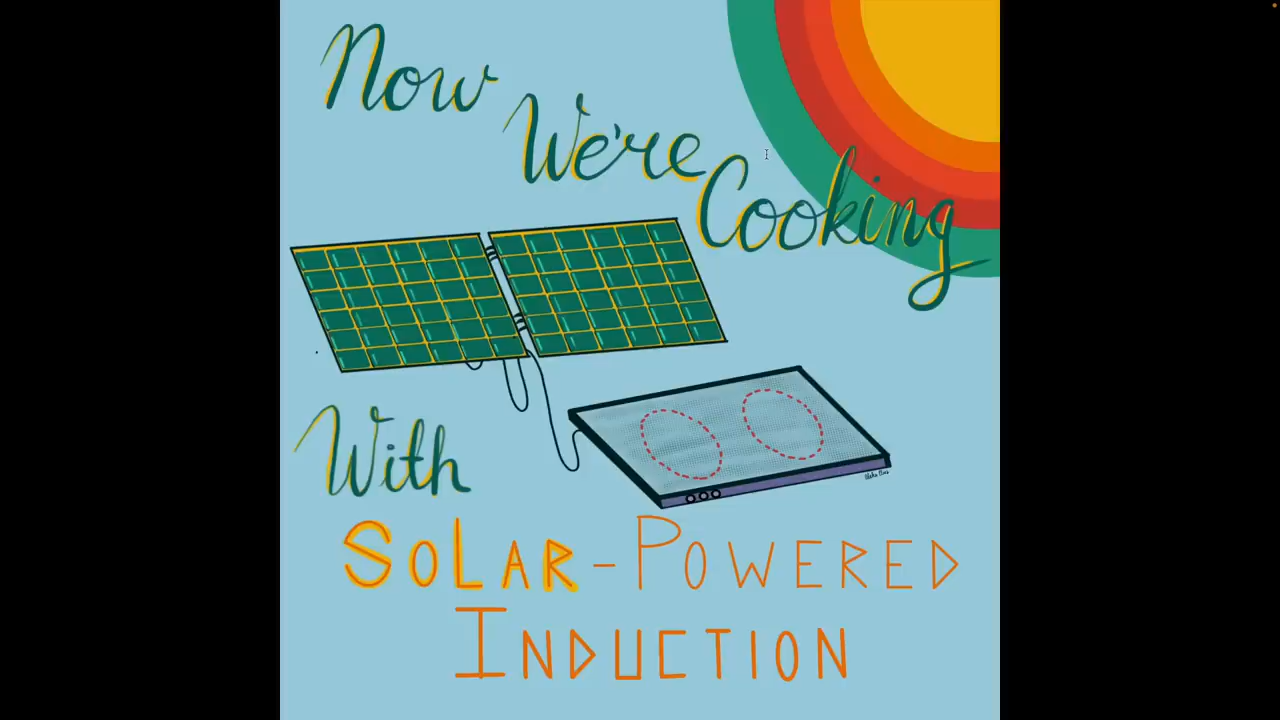 Now
We're
Cooking
With
SOLAR-POWERED
INDUCTION